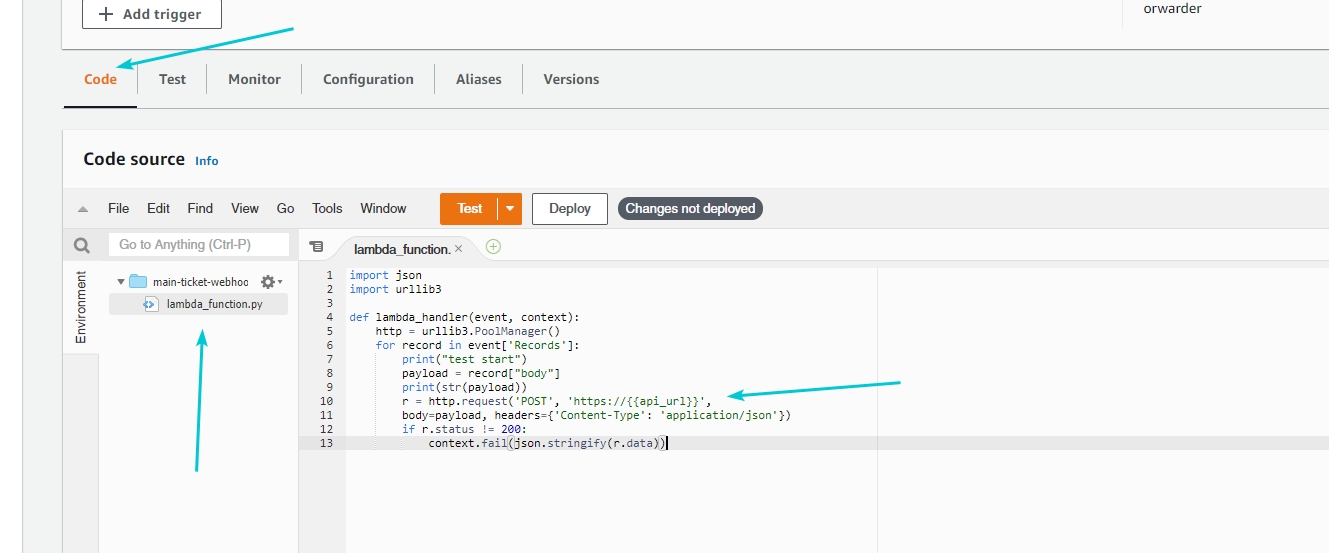 + Add trigger
orwarder
Code Test Monitor Configuration Aliases Versions
Code source Info
File Edit Find View Go Tools Window Test Deploy Changes not deployed
Go to Anything (Ctrl-P)
lambda_function.
Environment
main-ticket-webhoo
lambda_function.py
1 import json
2 import urllib3
3
4 def lambda_handler(event, context):
5     http = urllib3.PoolManager()
6     for record in event['Records']:
7         print("test start")
8         payload = record["body"]
9         print(str(payload))
10         r = http.request('POST', 'https://{{api_url}}',
11         body=payload, headers={'Content-Type': 'application/json'})
12         if r.status != 200:
13             context.fail(json.stringify(r.data))